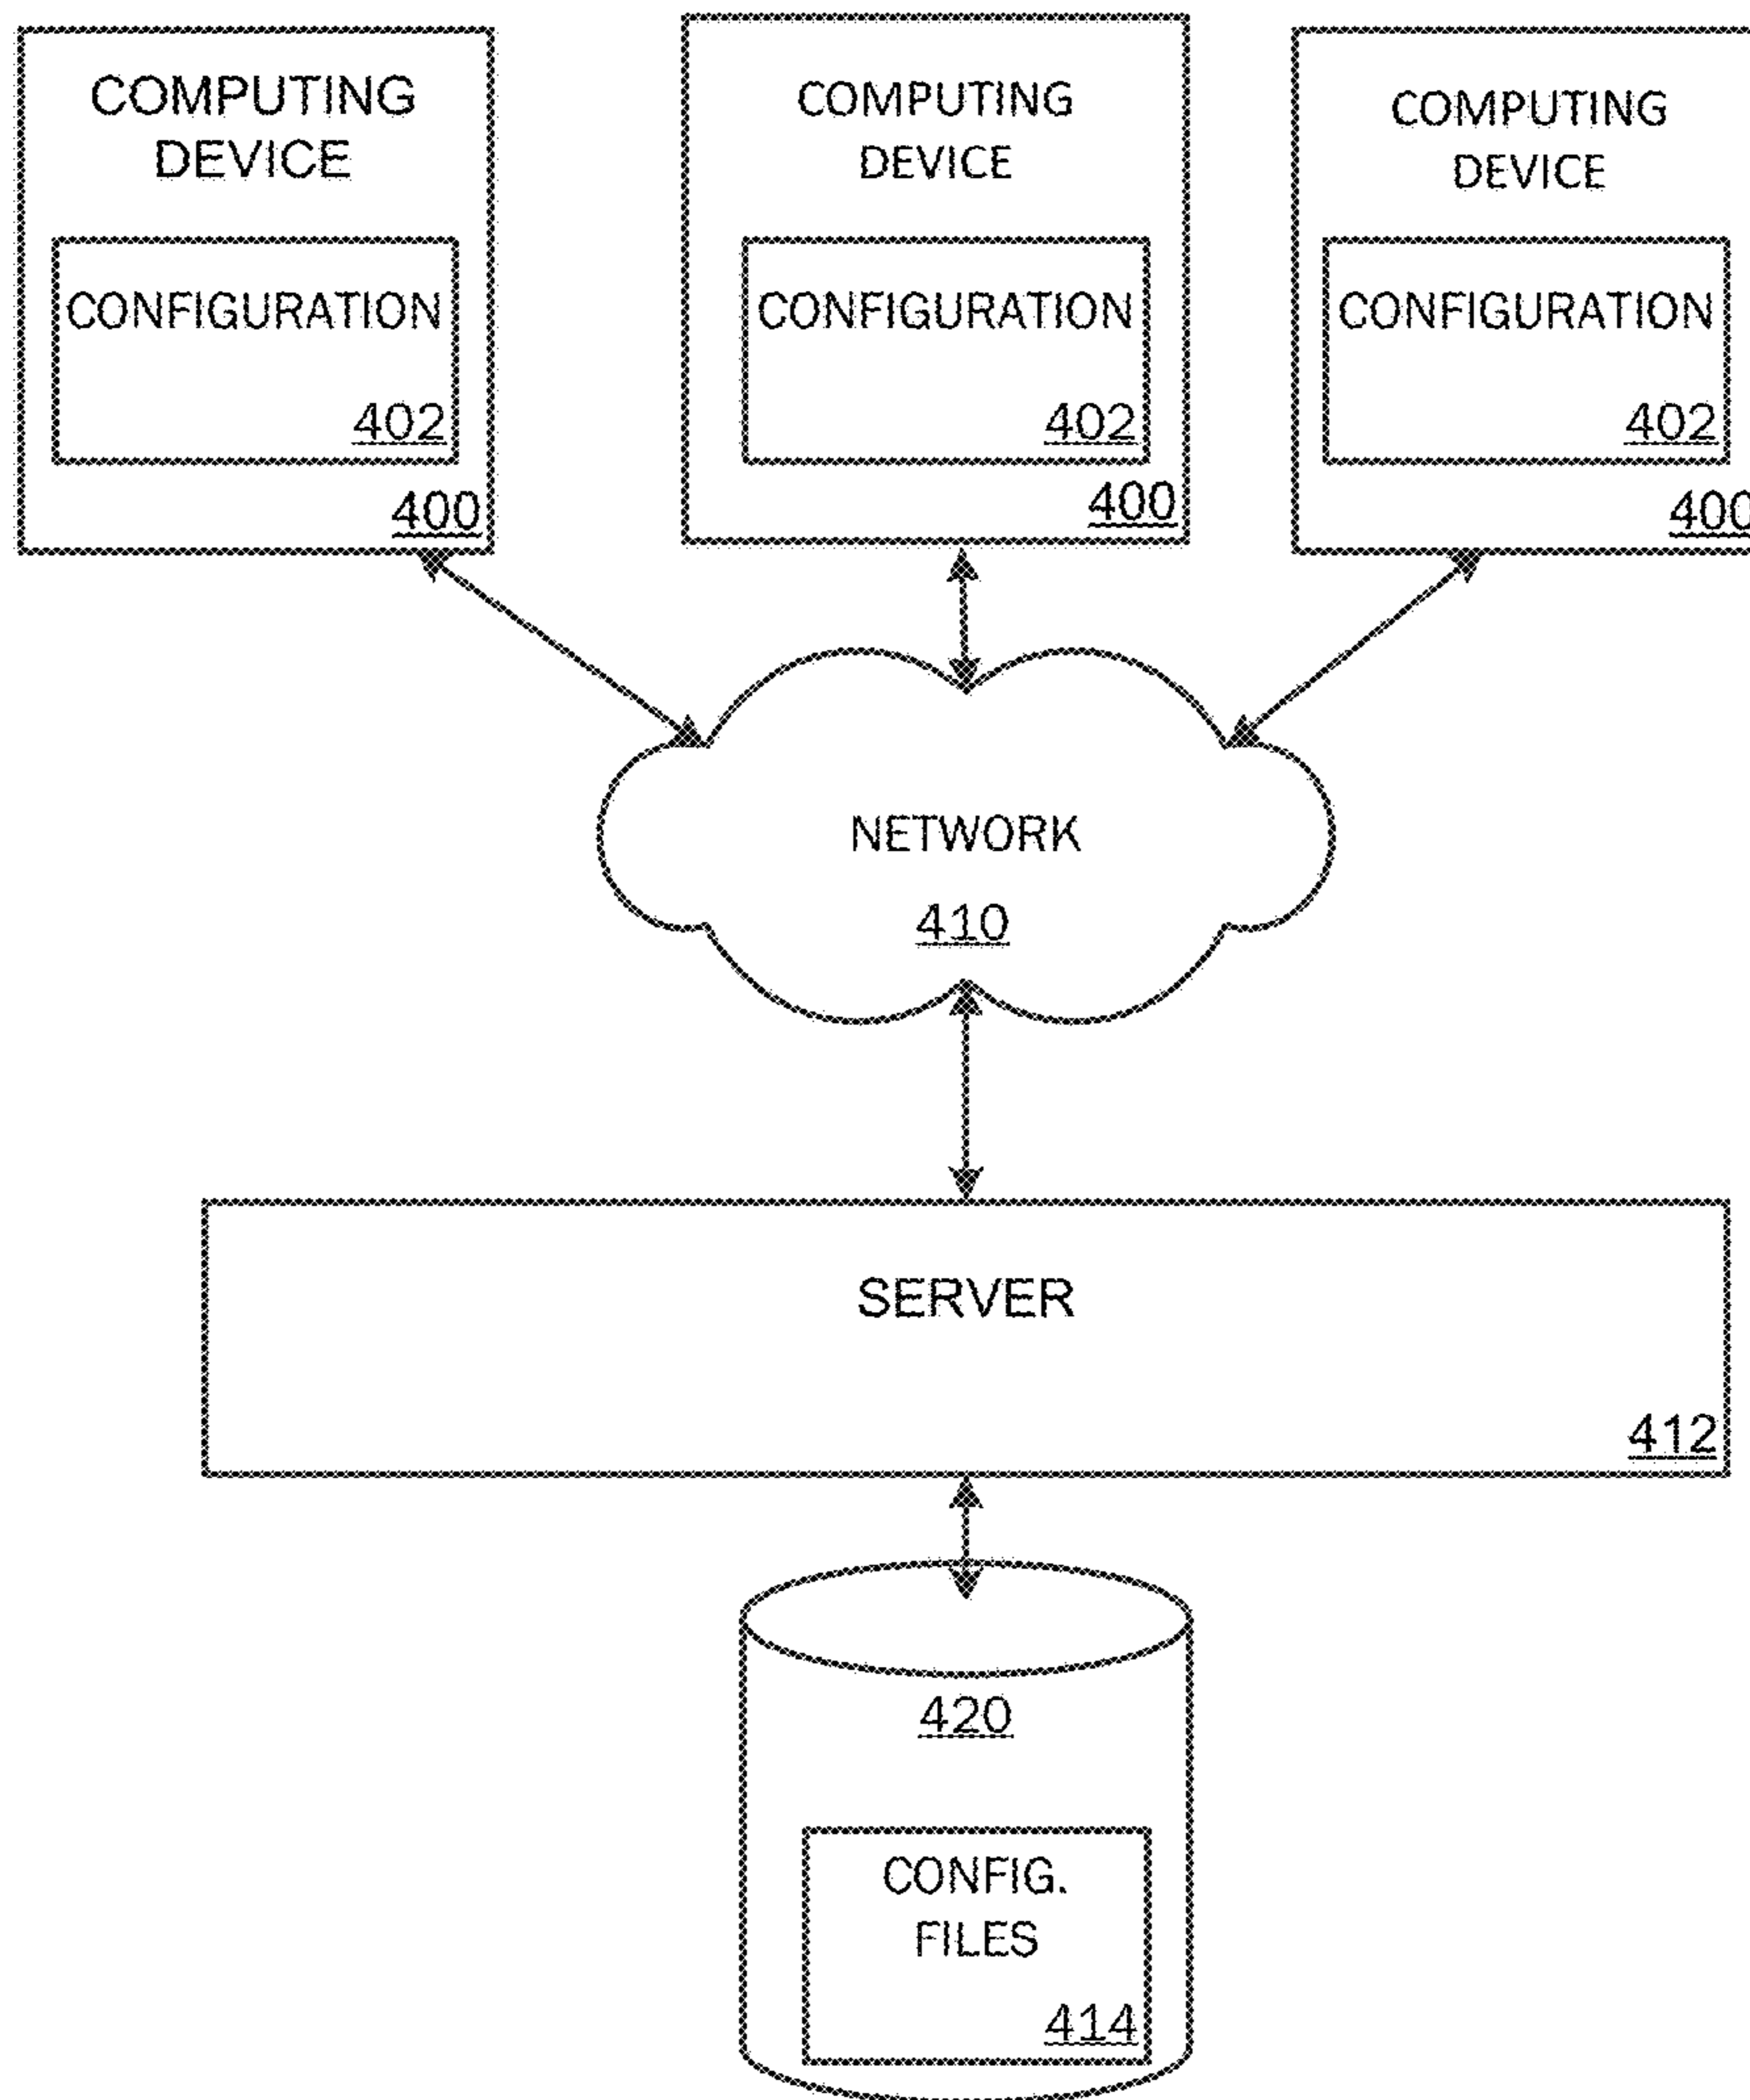 COMPUTING
DEVICE
CONFIGURATION
402
400
COMPUTING
DEVICE
CONFIGURATION
402
400
COMPUTING
DEVICE
CONFIGURATION
402
400
NETWORK
410
SERVER
412
420
CONFIG.
FILES
414